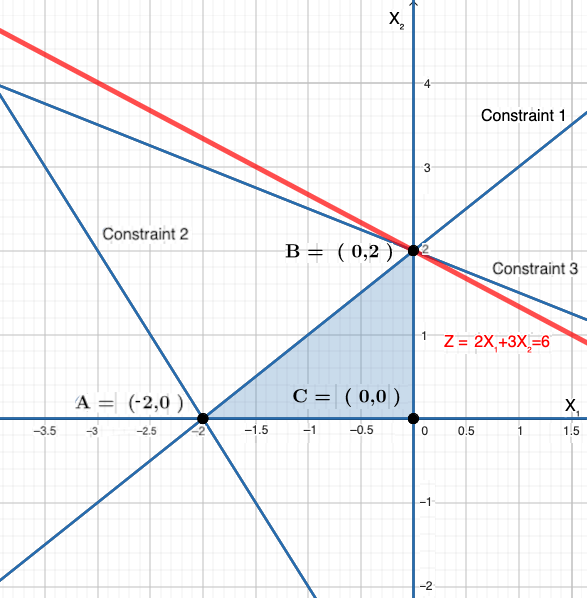 X₂
4
Constraint 1
3
Constraint 2
B = ( 0,2 )
2
Constraint 3
1
Z = 2X₁+3X₂=6
A = (-2,0 )
C = ( 0,0 )
X₁
-3.5 -3 -2.5 -2 -1.5 -1 -0.5 0 0.5 1 1.5
-1
-2